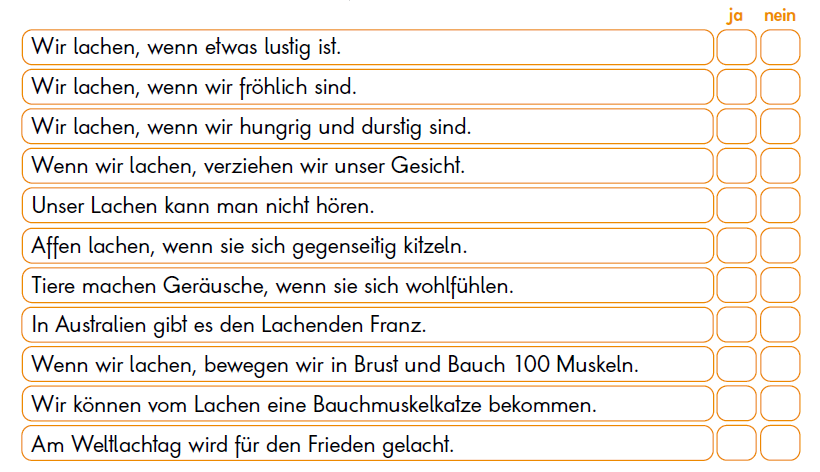 ja nein
Wir lachen, wenn etwas lustig ist.
Wir lachen, wenn wir fröhlich sind.
Wir lachen, wenn wir hungrig und durstig sind.
Wenn wir lachen, verziehen wir unser Gesicht.
Unser Lachen kann man nicht hören.
Affen lachen, wenn sie sich gegenseitig kitzeln.
Tiere machen Geräusche, wenn sie sich wohlfühlen.
In Australien gibt es den Lachenden Franz.
Wenn wir lachen, bewegen wir in Brust und Bauch 100 Muskeln.
Wir können vom Lachen eine Bauchmuskelkatze bekommen.
Am Weltlachtag wird für den Frieden gelacht.